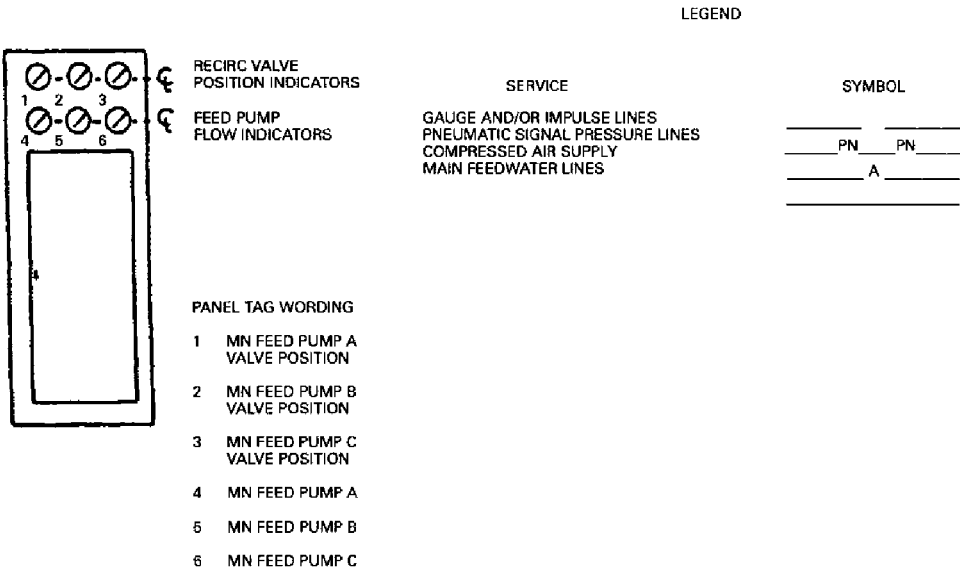 LEGEND
RECIRC VALVE
POSITION INDICATORS
1 2 3
FEED PUMP
FLOW INDICATORS
4 5 6
SERVICE SYMBOL
GAUGE AND/OR IMPULSE LINES
PNEUMATIC SIGNAL PRESSURE LINES PN PN
COMPRESSED AIR SUPPLY A
MAIN FEEDWATER LINES
PANEL TAG WORDING
1 MN FEED PUMP A
VALVE POSITION
2 MN FEED PUMP B
VALVE POSITION
3 MN FEED PUMP C
VALVE POSITION
4 MN FEED PUMP A
5 MN FEED PUMP B
6 MN FEED PUMP C